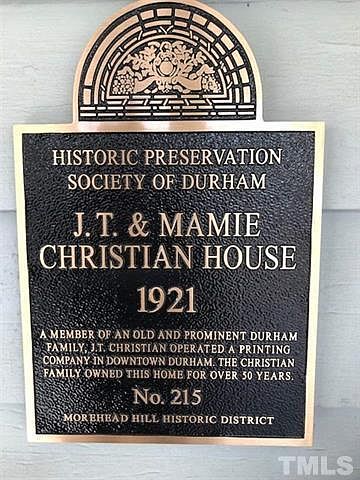 HISTORIC PRESERVATION
SOCIETY OF DURHAM
J.T. & MAMIE
CHRISTIAN HOUSE
1921
A MEMBER OF AN OLD AND PROMINENT DURHAM
FAMILY, J.T. CHRISTIAN OPERATED A PRINTING
COMPANY IN DOWNTOWN DURHAM. THE CHRISTIAN
FAMILY OWNED THIS HOME FOR OVER 50 YEARS.
No. 215
MOREHEAD HILL HISTORIC DISTRICT
TMLS